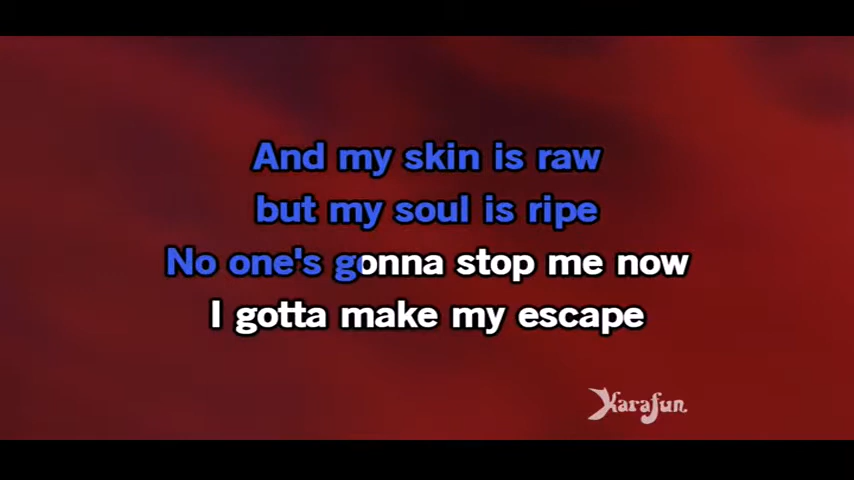 And my skin is raw
but my soul is ripe
No one's gonna stop me now
I gotta make my escape
Karafun